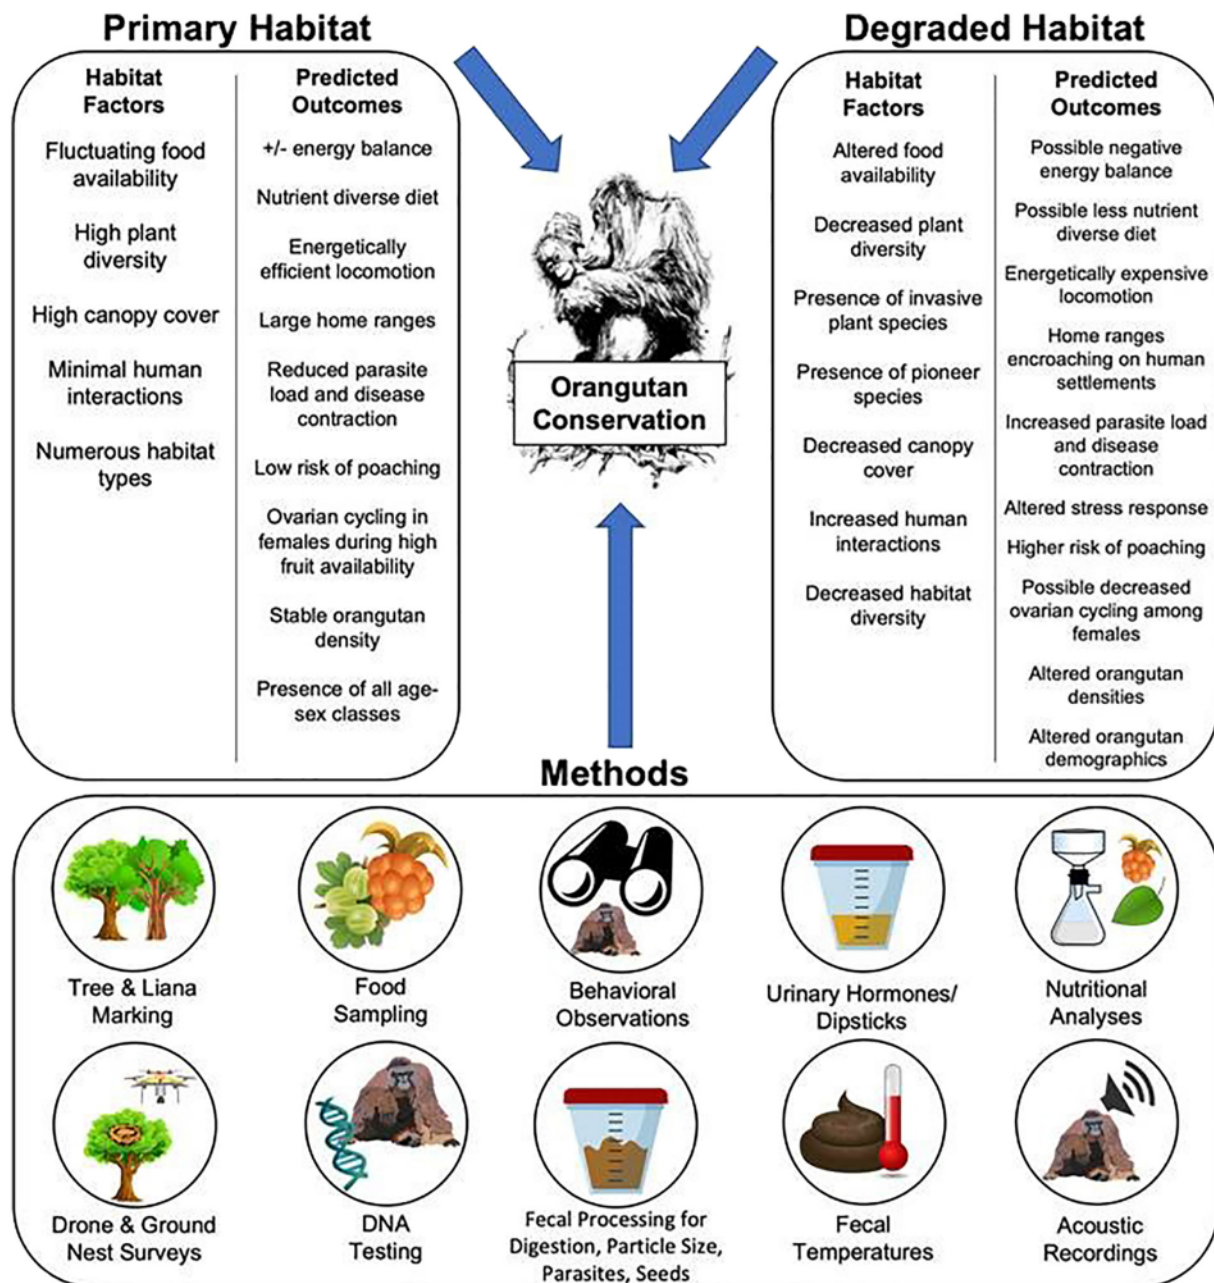 Primary Habitat
Habitat
Factors
Fluctuating food
availability
High plant
diversity
High canopy cover
Minimal human
interactions
Numerous habitat
types
Predicted
Outcomes
+/- energy balance
Nutrient diverse diet
Energetically
efficient locomotion
Large home ranges
Reduced parasite
load and disease
contraction
Low risk of poaching
Ovarian cycling in
females during high
fruit availability
Stable orangutan
density
Presence of all age-
sex classes
Orangutan
Conservation
Degraded Habitat
Habitat
Factors
Altered food
availability
Decreased plant
diversity
Presence of invasive
plant species
Presence of pioneer
species
Decreased canopy
cover
Increased human
interactions
Decreased habitat
diversity
Predicted
Outcomes
Possible negative
energy balance
Possible less nutrient
diverse diet
Energetically expensive
locomotion
Home ranges
encroaching on human
settlements
Increased parasite load
and disease
contraction
Altered stress response
Higher risk of poaching
Possible decreased
ovarian cycling among
females
Altered orangutan
densities
Altered orangutan
demographics
Methods
Tree & Liana
Marking
Food
Sampling
Behavioral
Observations
Urinary Hormones/
Dipsticks
Nutritional
Analyses
Drone & Ground
Nest Surveys
DNA
Testing
Fecal Processing for
Digestion, Particle Size,
Parasites, Seeds
Fecal
Temperatures
Acoustic
Recordings